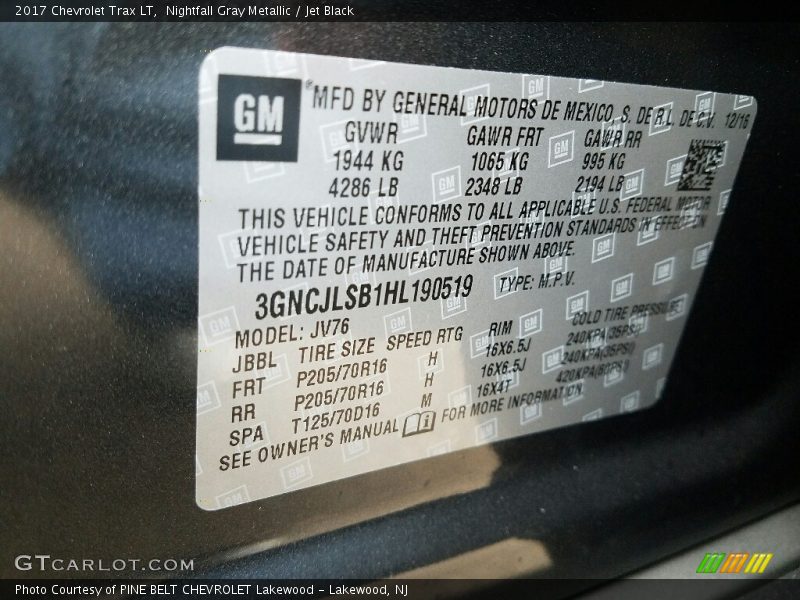 2017 Chevrolet Trax LT,  Nightfall Gray Metallic / Jet Black
GM ® MFD BY GENERAL MOTORS DE MEXICO, S. DE R.L. DE C.V. 12/16
GVWR GAWR FRT GAWR RR
1944 KG 1065 KG 995 KG
4286 LB 2348 LB 2194 LB
THIS VEHICLE CONFORMS TO ALL APPLICABLE U.S. FEDERAL MOTOR
VEHICLE SAFETY AND THEFT PREVENTION STANDARDS IN EFFECT ON
THE DATE OF MANUFACTURE SHOWN ABOVE.
3GNCJLSB1HL190519 TYPE: M.P.V.
MODEL: JV76
JBBL TIRE SIZE SPEED RTG RIM COLD TIRE PRESSURE
FRT P205/70R16 H 16X6.5J 240KPA(35PSI)
RR P205/70R16 H 16X6.5J 240KPA(35PSI)
SPA T125/70D16 M 16X4T 420KPA(60PSI)
SEE OWNER'S MANUAL FOR MORE INFORMATION
GTCARLOT.COM
Photo Courtesy of PINE BELT CHEVROLET Lakewood - Lakewood, NJ